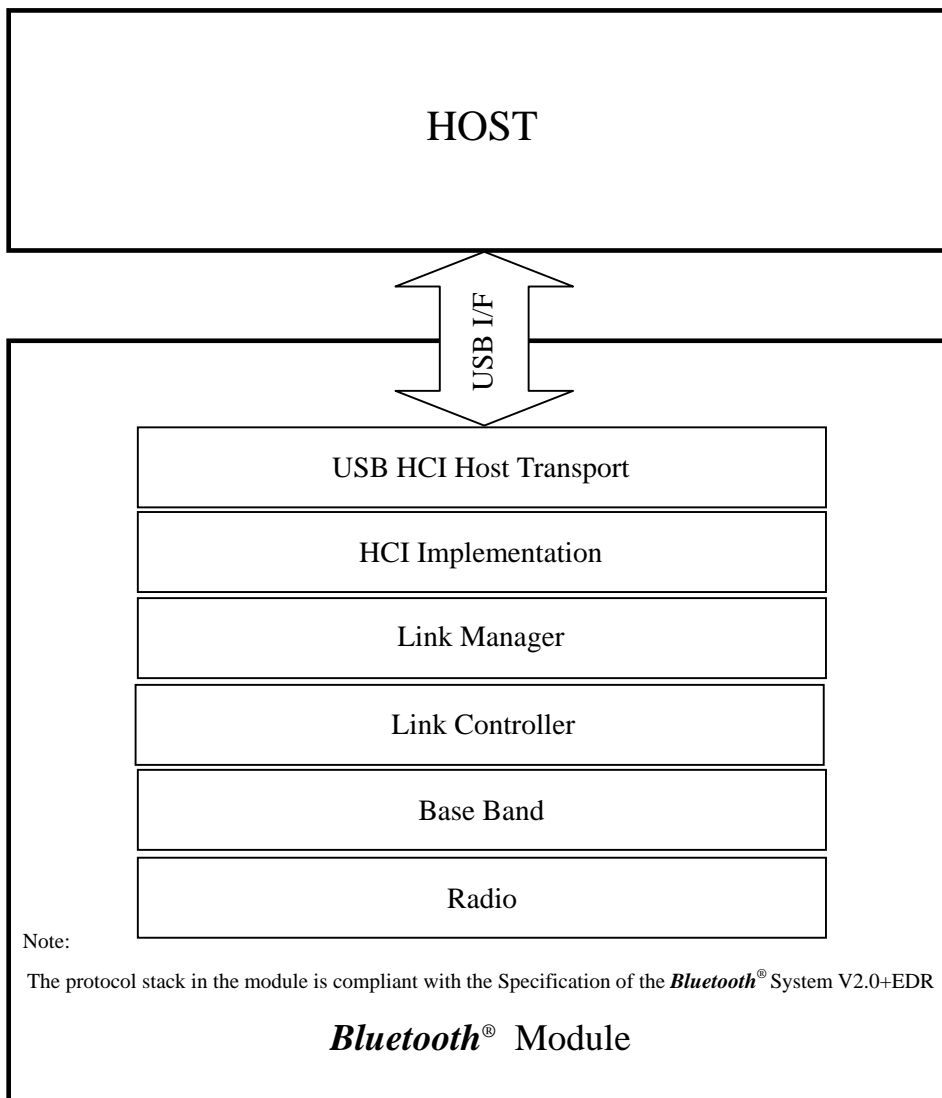 HOST
USB I/F
USB HCI Host Transport
HCI Implementation
Link Manager
Link Controller
Base Band
Radio
Note:
The protocol stack in the module is compliant with the Specification of the Bluetooth® System V2.0+EDR
Bluetooth® Module